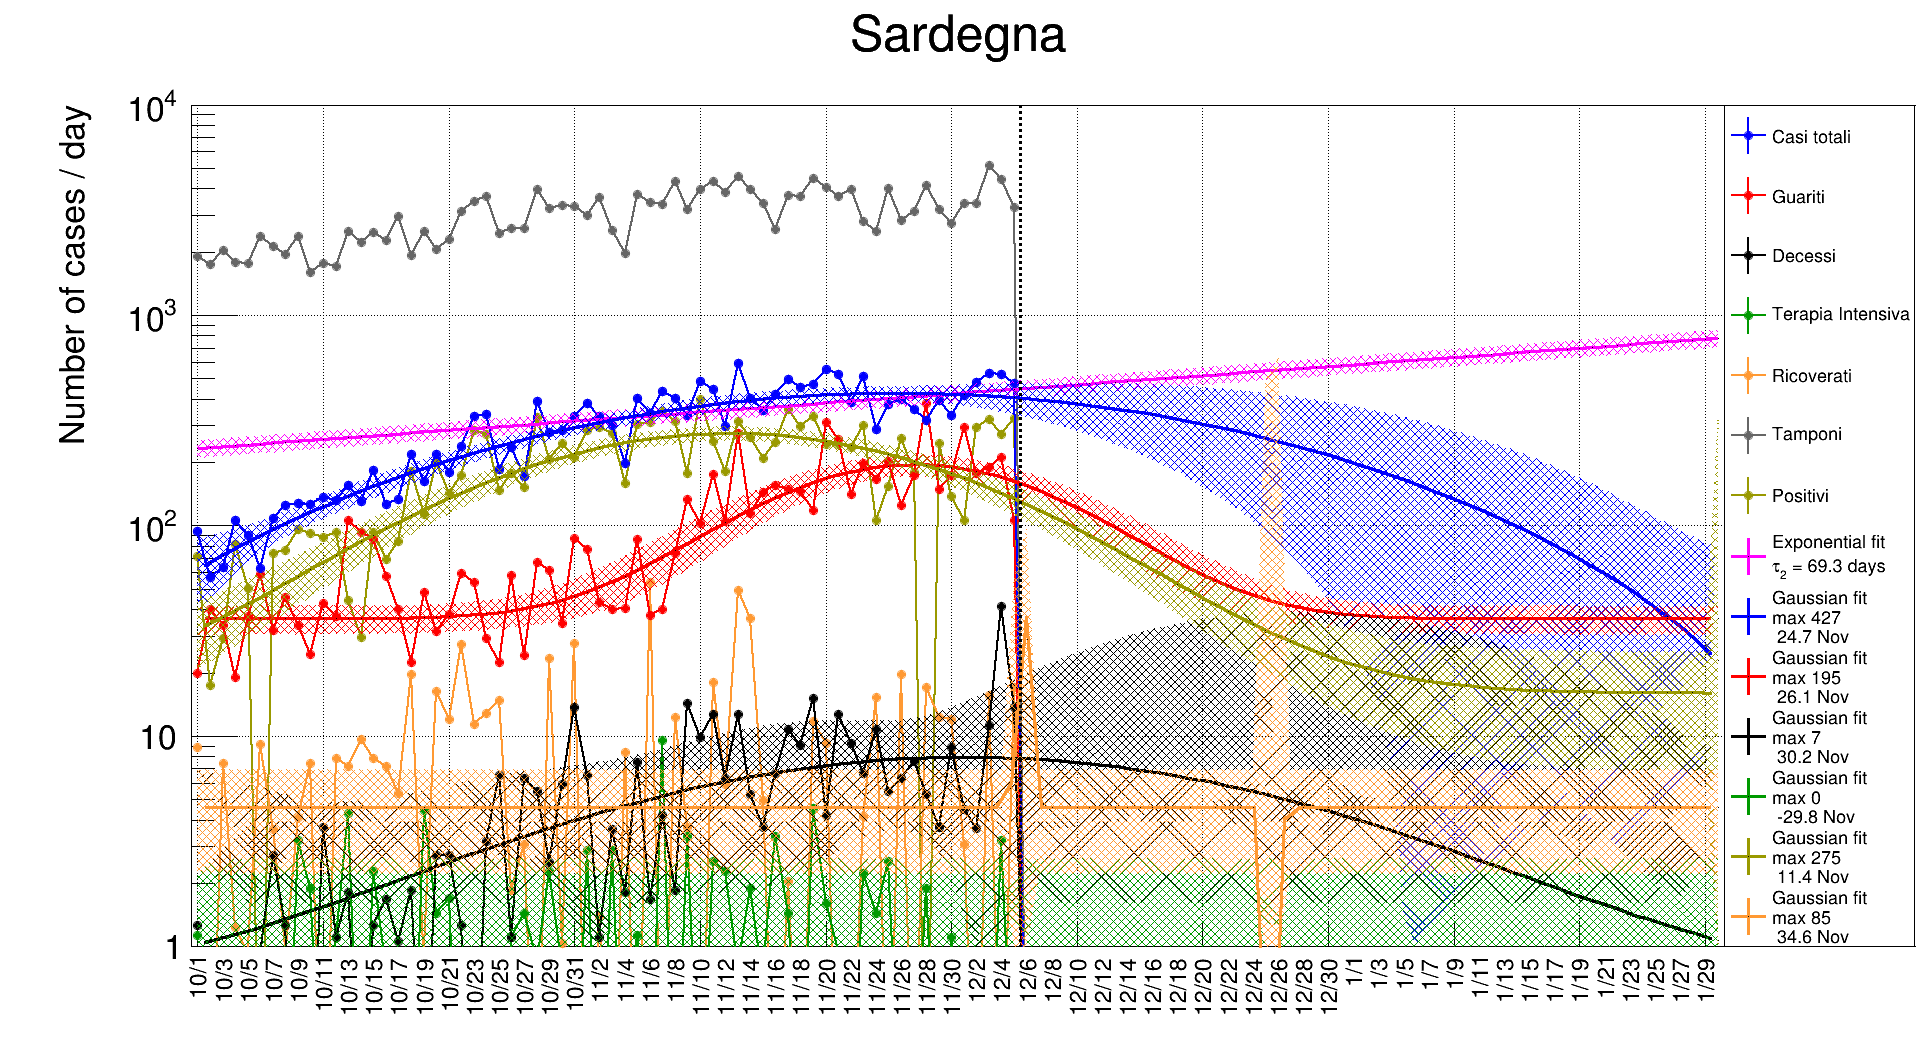 Sardegna
Number of cases / day
10^4
10^3
10^2
10
1
10/1
10/3
10/5
10/7
10/9
10/11
10/13
10/15
10/17
10/19
10/21
10/23
10/25
10/27
10/29
10/31
11/2
11/4
11/6
11/8
11/10
11/12
11/14
11/16
11/18
11/20
11/22
11/24
11/26
11/28
11/30
12/2
12/4
12/6
12/8
12/10
12/12
12/14
12/16
12/18
12/20
12/22
12/24
12/26
12/28
12/30
1/1
1/3
1/5
1/7
1/9
1/11
1/13
1/15
1/17
1/19
1/21
1/23
1/25
1/27
1/29
Casi totali
Guariti
Decessi
Terapia Intensiva
Ricoverati
Tamponi
Positivi
Exponential fit
τ₂ = 69.3 days
Gaussian fit
max 427
24.7 Nov
Gaussian fit
max 195
26.1 Nov
Gaussian fit
max 7
30.2 Nov
Gaussian fit
max 0
-29.8 Nov
Gaussian fit
max 275
11.4 Nov
Gaussian fit
max 85
34.6 Nov